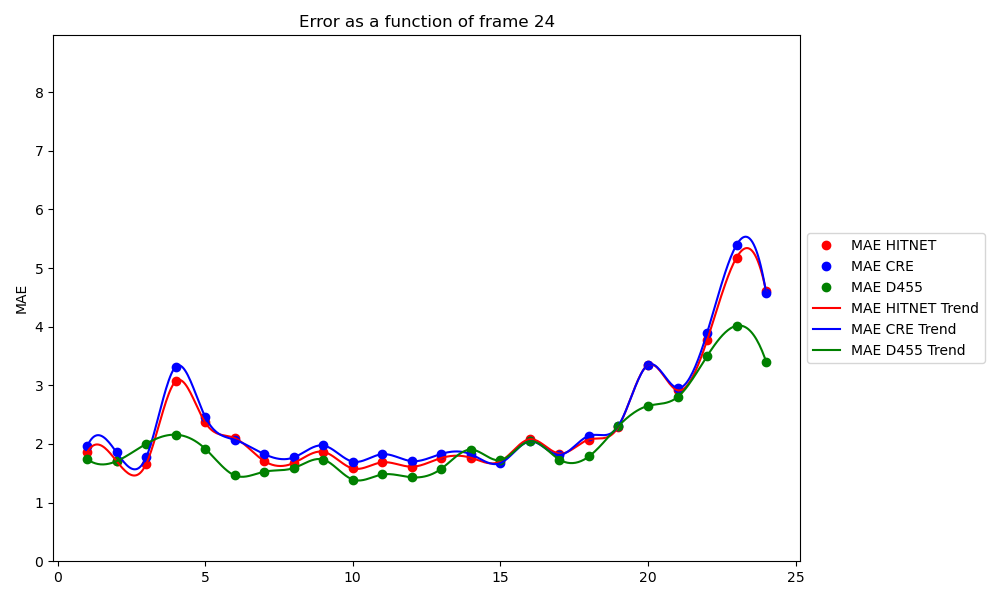 Error as a function of frame 24
MAE
8
7
6
5
4
3
2
1
0
0 5 10 15 20 25
MAE HITNET
MAE CRE
MAE D455
MAE HITNET Trend
MAE CRE Trend
MAE D455 Trend